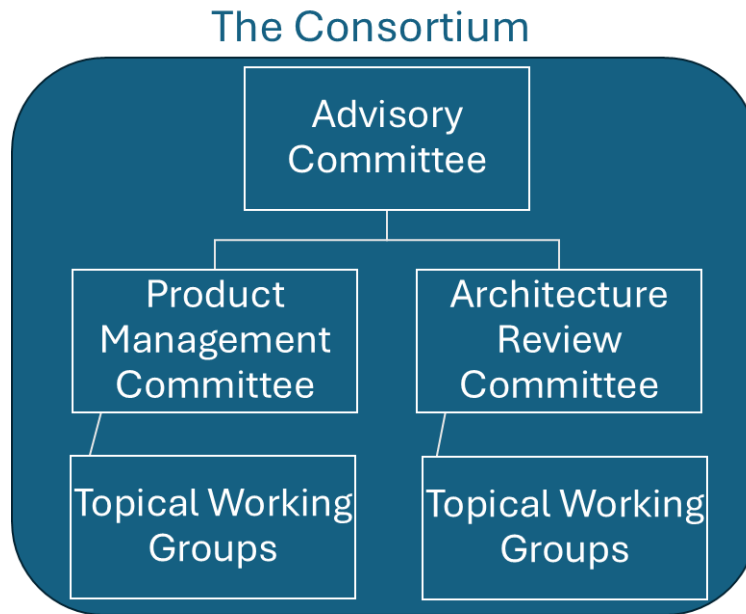 The Consortium
Advisory
Committee
Product
Management
Committee
Architecture
Review
Committee
Topical Working
Groups
Topical Working
Groups